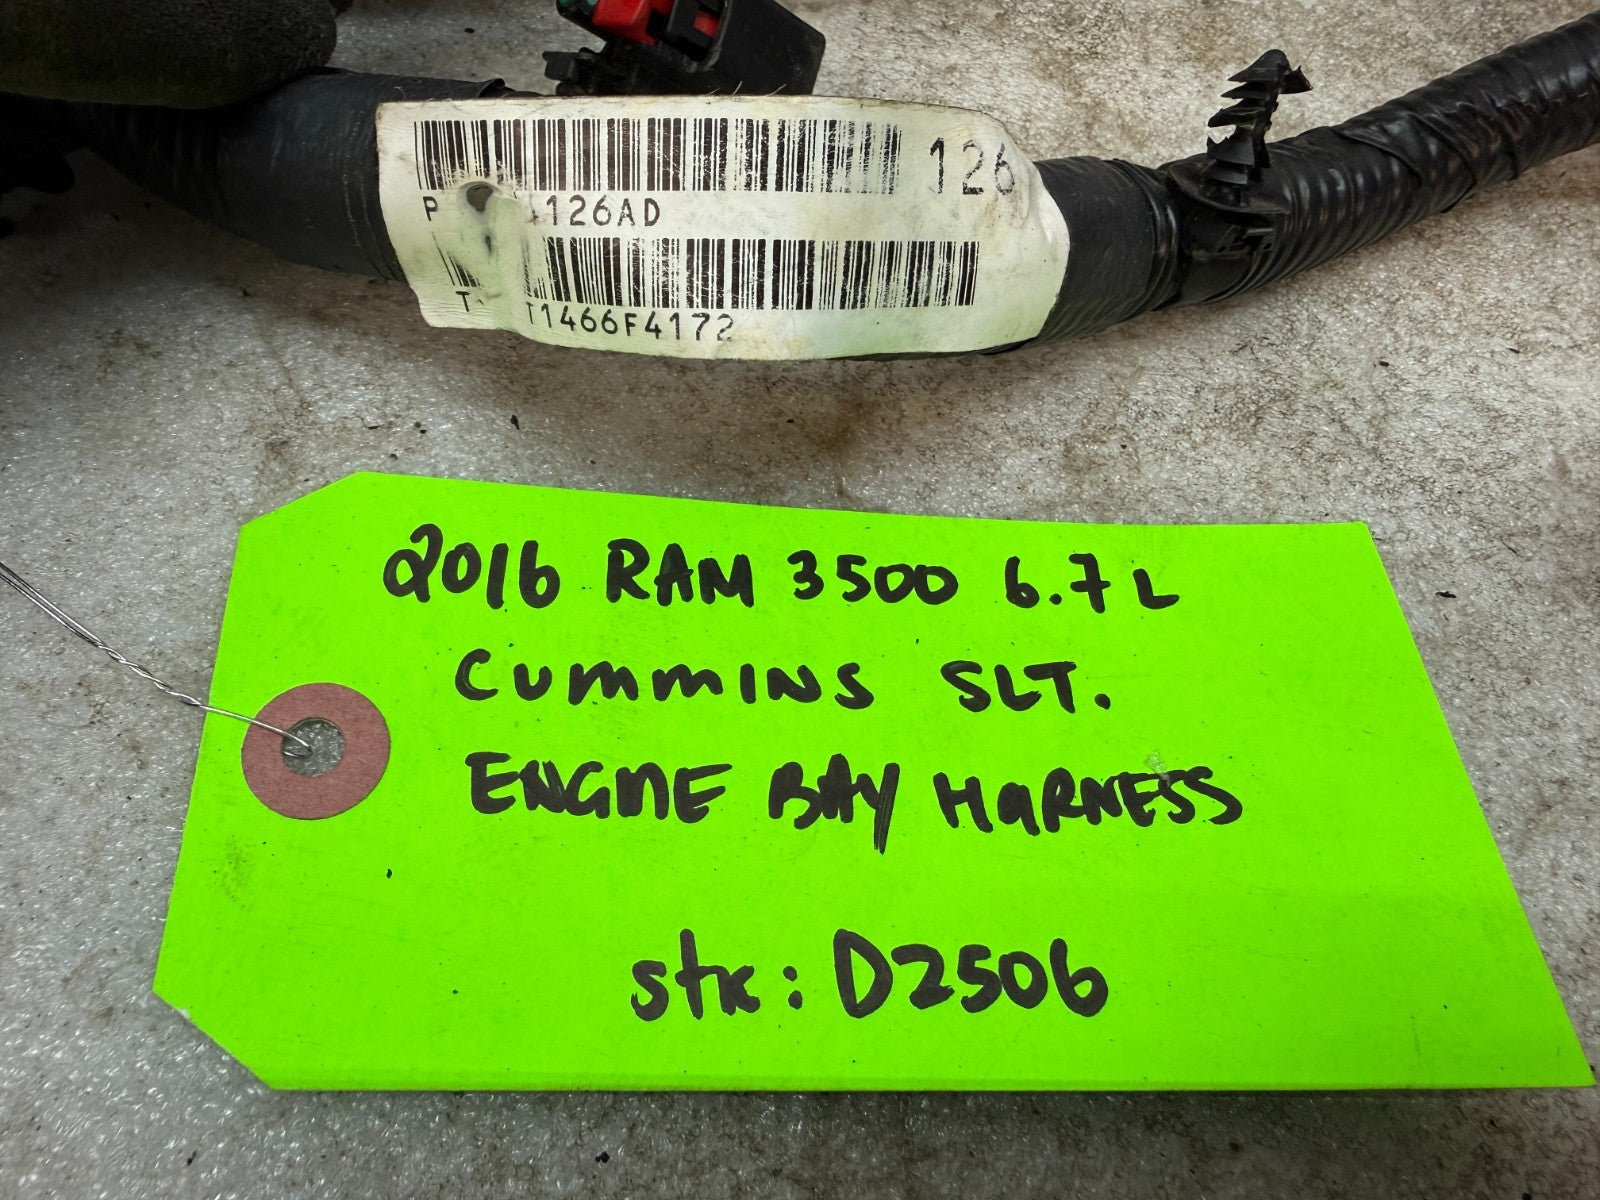 126
P 126AD
T T1466F4172
2016 RAM 3500 6.7L
CUMMINS SLT.
ENGINE BAY HARNESS
stk: D2506